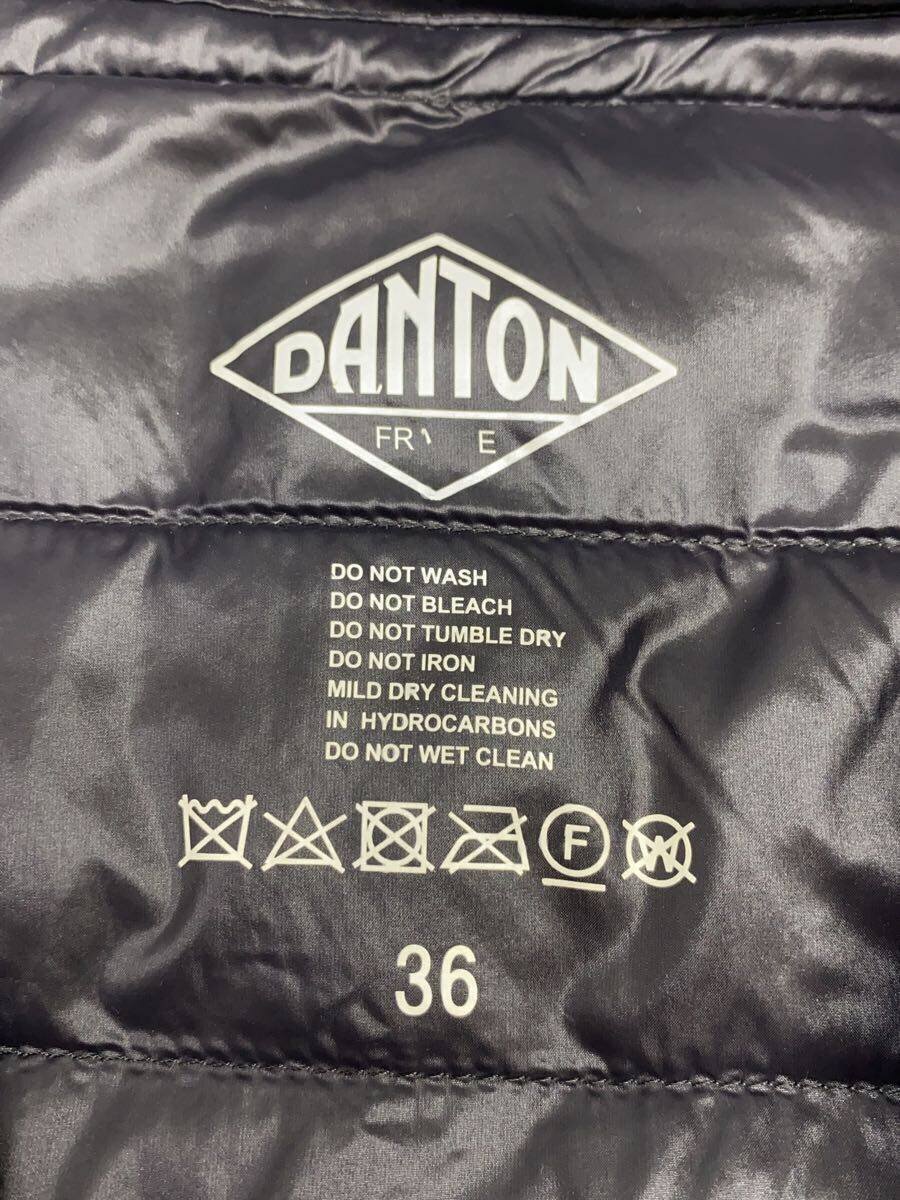 DANTON
DO NOT WASH
DO NOT BLEACH
DO NOT TUMBLE DRY
DO NOT IRON
MILD DRY CLEANING
IN HYDROCARBONS
DO NOT WET CLEAN
F
W
36